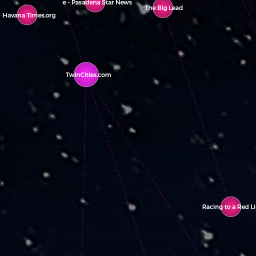 e - Pasadena Star News
The Big Lead
Havana Times.org
TwinCities.com
Racing to a Red Li